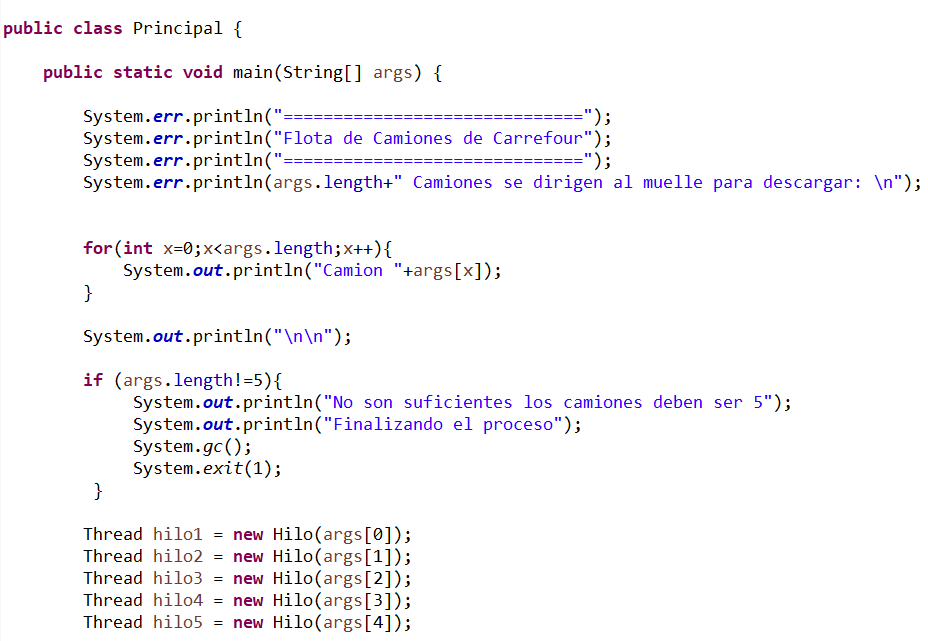 public class Principal {
public static void main(String[] args) {
System.err.println("==============================");
System.err.println("Flota de Camiones de Carrefour");
System.err.println("==============================");
System.err.println(args.length+" Camiones se dirigen al muelle para descargar: \n");
for(int x=0;x<args.length;x++){
System.out.println("Camion "+args[x]);
}
System.out.println("\n\n");
if (args.length!=5){
System.out.println("No son suficientes los camiones deben ser 5");
System.out.println("Finalizando el proceso");
System.gc();
System.exit(1);
}
Thread hilo1 = new Hilo(args[0]);
Thread hilo2 = new Hilo(args[1]);
Thread hilo3 = new Hilo(args[2]);
Thread hilo4 = new Hilo(args[3]);
Thread hilo5 = new Hilo(args[4]);